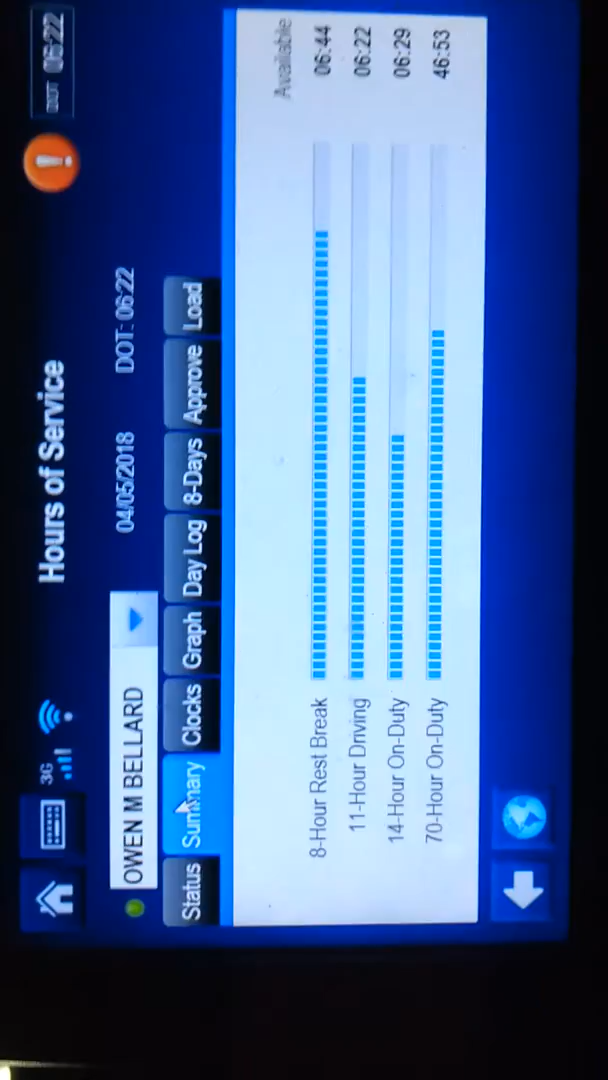 3G Hours of Service DOT 06:22
OWEN M BELLARD 04/05/2018 DOT: 06:22
Status Summary Clocks Graph Day Log 8-Days Approve Load
Available
8-Hour Rest Break 06:44
11-Hour Driving 06:22
14-Hour On-Duty 06:29
70-Hour On-Duty 46:53